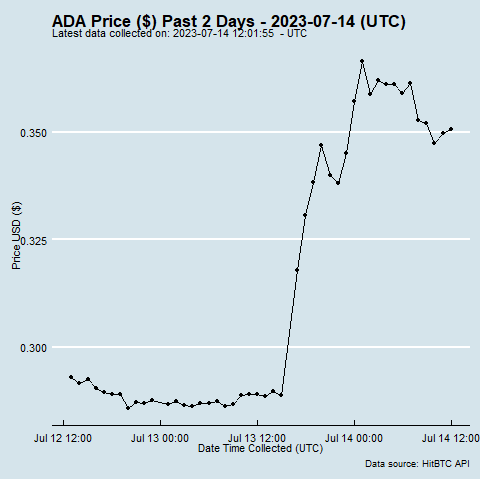 ADA Price ($) Past 2 Days - 2023-07-14 (UTC)
Latest data collected on: 2023-07-14 12:01:55 - UTC
0.350
0.325
0.300
Price USD ($)
Jul 12 12:00 Jul 13 00:00 Jul 13 12:00 Jul 14 00:00 Jul 14 12:00
Date Time Collected (UTC)
Data source: HitBTC API